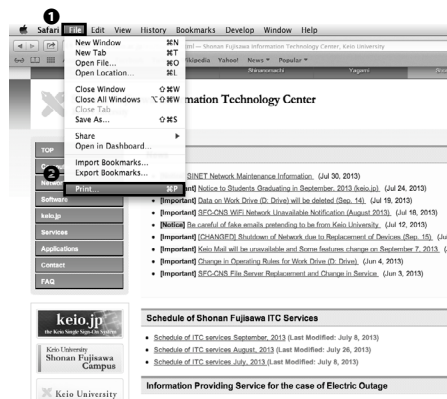 1
Safari File Edit View History Bookmarks Develop Window Help
New Window ⌘N
New Tab ⌘T
Open File... ⌘O
Open Location... ⌘L
Close Window ⇧⌘W
Close All Windows ⌥⇧⌘W
Close Tab
Save As... ⇧⌘S
Share
Open in Dashboard...
Import Bookmarks...
Export Bookmarks...
2
Print... ⌘P
html — Shonan Fujisawa Information Technology Center, Keio University
Wikipedia Yahoo! News Popular
Shinanomachi Yagami
mation Technology Center
TOP
Software
keio.jp
Services
Applications
Contact
FAQ
SINET Network Maintenance Information (Jul 30, 2013)
Notice to Students Graduating in September, 2013 (keio.jp) (Jul 24, 2013)
[Important] Data on Work Drive (D: Drive) will be deleted (Sep. 14) (Jul 19, 2013)
[Important] SFC-CNS WiFi Network Unavailable Notification (August 2013) (Jul 18, 2013)
[Notice] Be careful of fake emails pretending to be from Keio University (Jul 12, 2013)
[Important] [CHANGED] Shutdown of Network due to Replacement of Devices (Sep. 15) (Jul
[Important] Keio Mail will be unavailable and Some features change on September 7, 2013 (
[Important] Change in Operating Rules for Work Drive (D: Drive) (Jun 4, 2013)
[Important] SFC-CNS File Server Replacement and Change in Service (Jun 3, 2013)
keio.jp
the Keio Single Sign-On System
Keio University
Shonan Fujisawa
Campus
Keio University
Schedule of Shonan Fujisawa ITC Services
Schedule of ITC services September, 2013 (Last Modified: July 8, 2013)
Schedule of ITC services August, 2013 (Last Modified: July 26, 2013)
Schedule of ITC services July, 2013 (Last Modified: July 8, 2013)
Information Providing Service for the case of Electric Outage